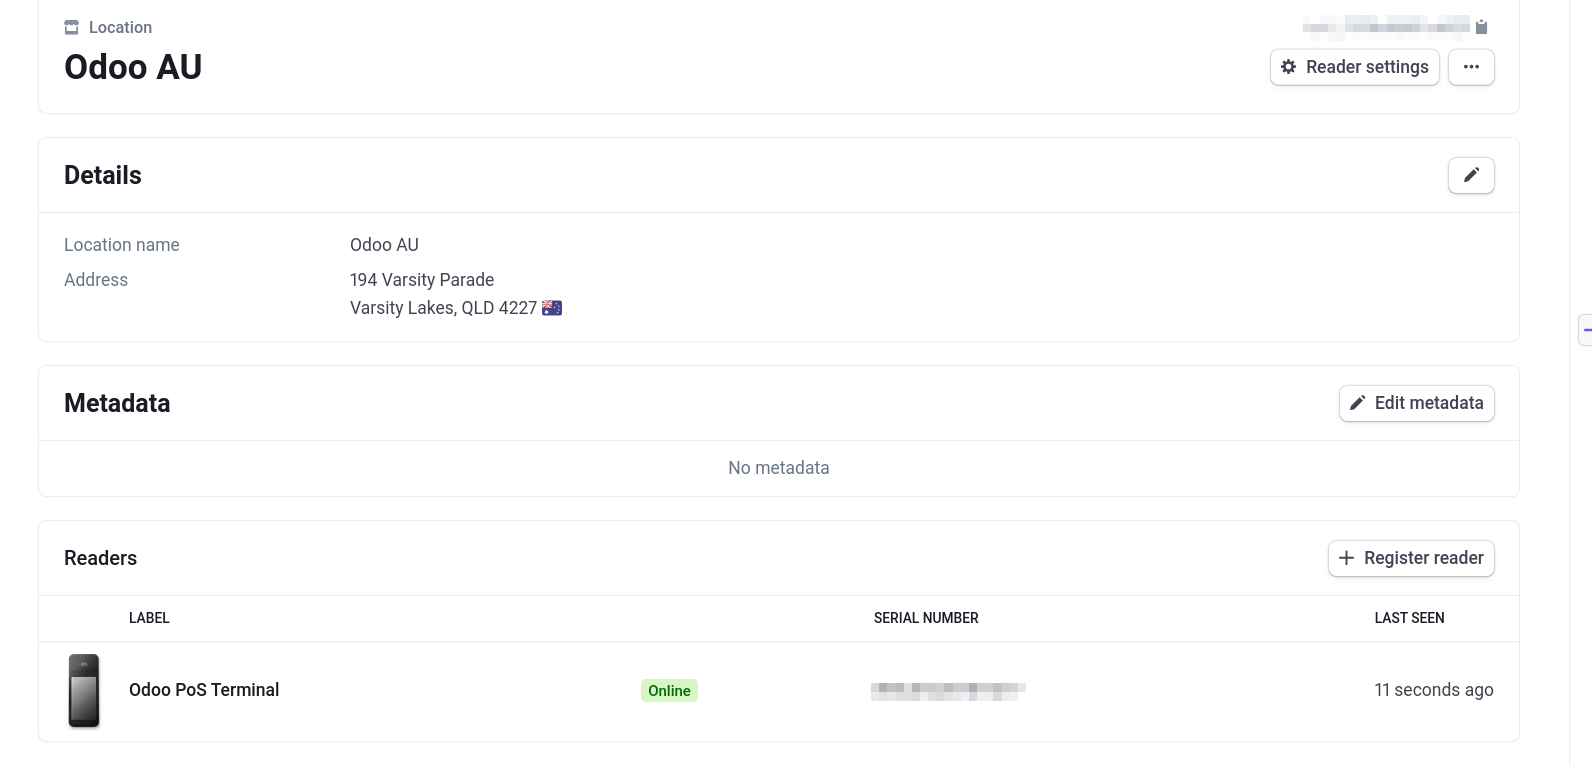 Location
Odoo AU
Reader settings
Details
Location name
Odoo AU
Address
194 Varsity Parade
Varsity Lakes, QLD 4227
Metadata
Edit metadata
No metadata
Readers
Register reader
LABEL
SERIAL NUMBER
LAST SEEN
Odoo PoS Terminal
Online
11 seconds ago